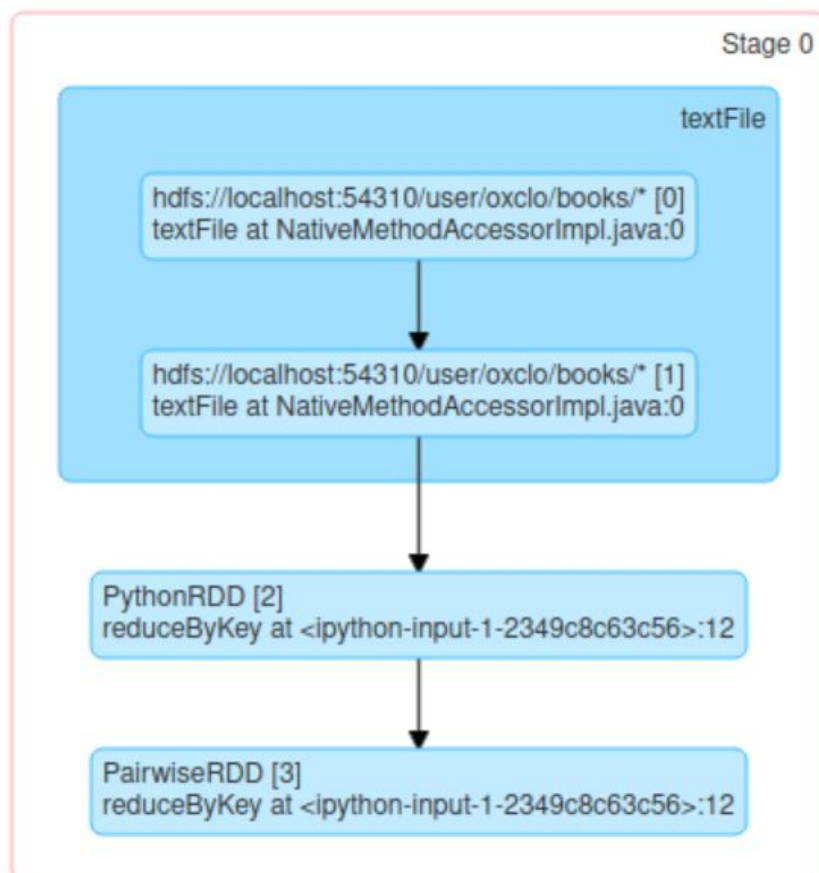 Stage 0
textFile
hdfs://localhost:54310/user/oxclo/books/* [0]
textFile at NativeMethodAccessorImpl.java:0
hdfs://localhost:54310/user/oxclo/books/* [1]
textFile at NativeMethodAccessorImpl.java:0
PythonRDD [2]
reduceByKey at <ipython-input-1-2349c8c63c56>:12
PairwiseRDD [3]
reduceByKey at <ipython-input-1-2349c8c63c56>:12